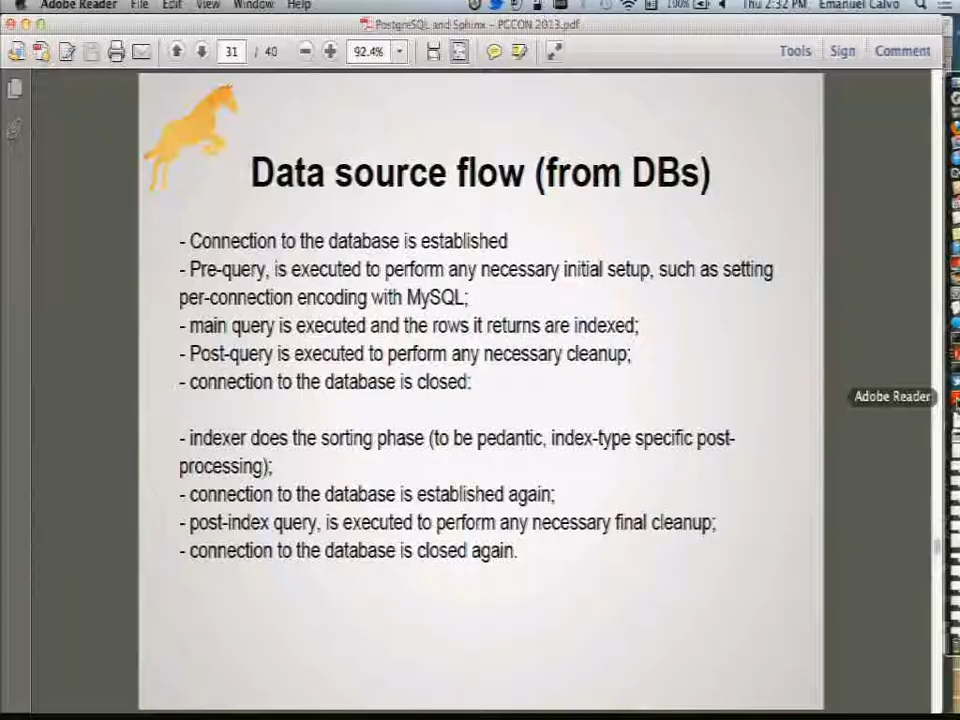 Adobe Reader File Edit View Window Help 100% Thu 2:32 PM Emanuel Calvo
PostgreSQL and Sphinx – PGCON 2013.pdf
31 / 40 92.4% Tools Sign Comment
Data source flow (from DBs)
- Connection to the database is established
- Pre-query, is executed to perform any necessary initial setup, such as setting
per-connection encoding with MySQL;
- main query is executed and the rows it returns are indexed;
- Post-query is executed to perform any necessary cleanup;
- connection to the database is closed:
Adobe Reader
- indexer does the sorting phase (to be pedantic, index-type specific post-
processing);
- connection to the database is established again;
- post-index query, is executed to perform any necessary final cleanup;
- connection to the database is closed again.